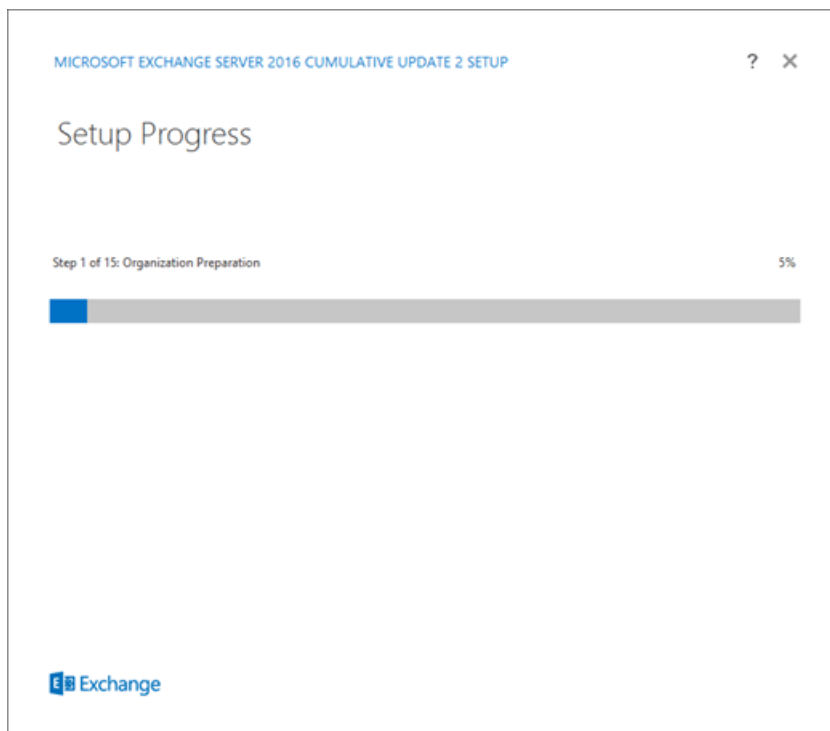 MICROSOFT EXCHANGE SERVER 2016 CUMULATIVE UPDATE 2 SETUP ? ✕
Setup Progress
Step 1 of 15: Organization Preparation 5%
Exchange